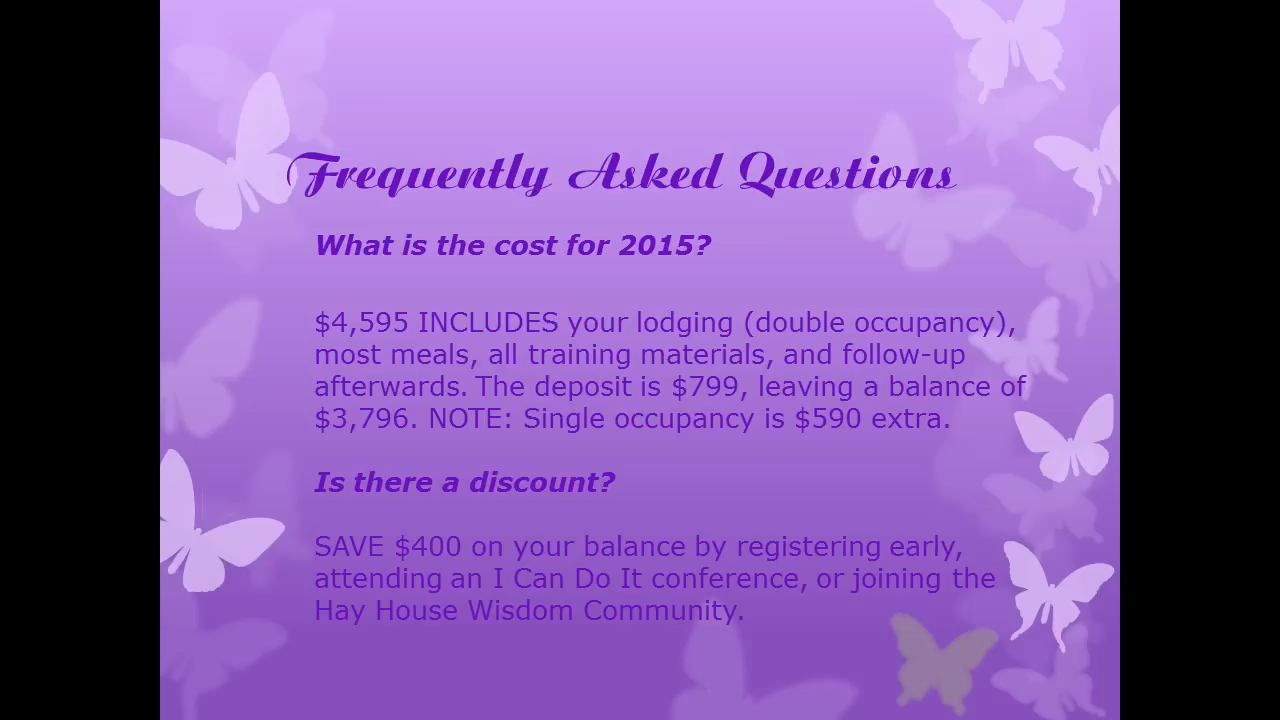 Frequently Asked Questions
What is the cost for 2015?
$4,595 INCLUDES your lodging (double occupancy),
most meals, all training materials, and follow-up
afterwards. The deposit is $799, leaving a balance of
$3,796. NOTE: Single occupancy is $590 extra.
Is there a discount?
SAVE $400 on your balance by registering early,
attending an I Can Do It conference, or joining the
Hay House Wisdom Community.